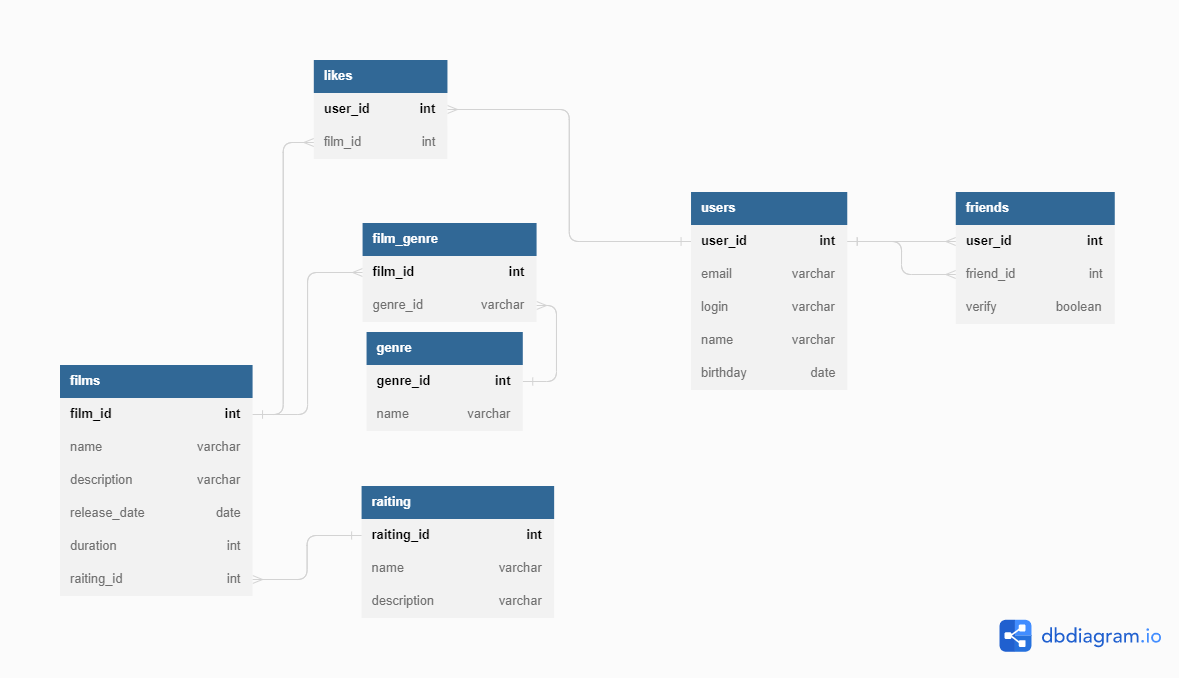 likes
user_id int
film_id int
users
user_id int
email varchar
login varchar
name varchar
birthday date
friends
user_id int
friend_id int
verify boolean
film_genre
film_id int
genre_id varchar
genre
genre_id int
name varchar
films
film_id int
name varchar
description varchar
release_date date
duration int
raiting_id int
raiting
raiting_id int
name varchar
description varchar
dbdiagram.io